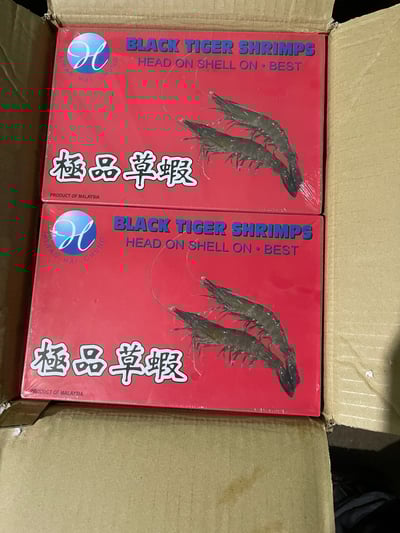 H
BLACK TIGER SHRIMPS
HEAD ON SHELL ON • BEST
極品草蝦
PRODUCT OF MALAYSIA
H
BLACK TIGER SHRIMPS
HEAD ON SHELL ON • BEST
極品草蝦
PRODUCT OF MALAYSIA